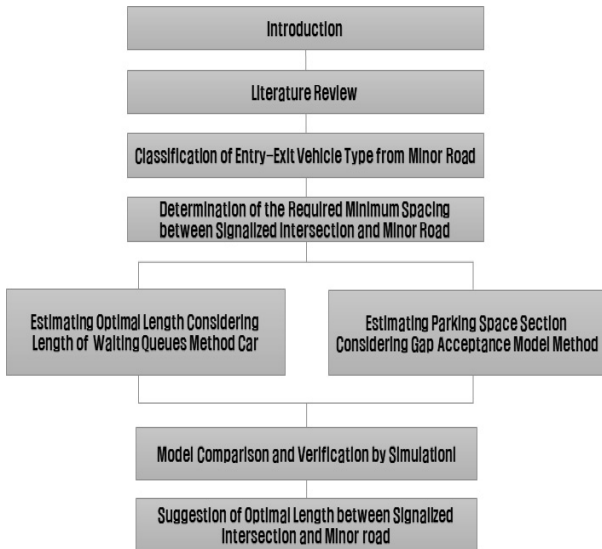 Introduction
Literature Review
Classification of Entry-Exit Vehicle Type from Minor Road
Determination of the Required Minimum Spacing
between Signalized Intersection and Minor Road
Estimating Optimal Length Considering
Length of Waiting Queues Method Car
Estimating Parking Space Section
Considering Gap Acceptance Model Method
Model Comparison and Verification by Simulationl
Suggestion of Optimal Length between Signalized
Intersection and Minor road